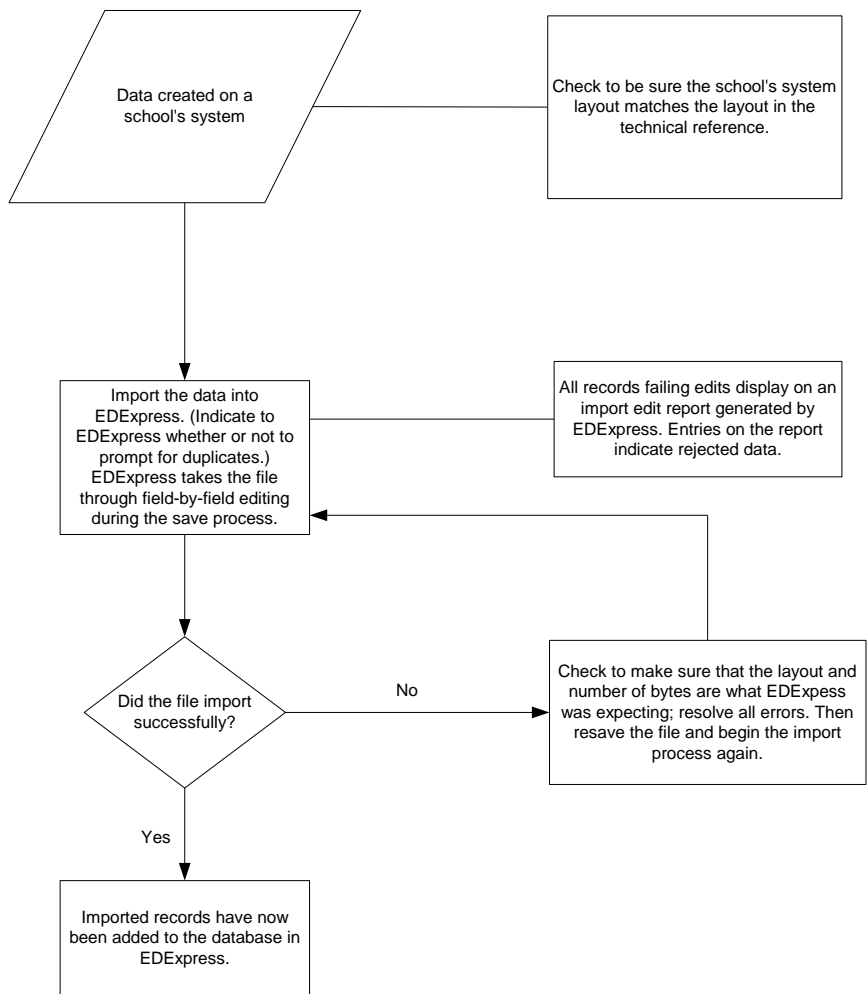 Data created on a
school's system
Check to be sure the school's system
layout matches the layout in the
technical reference.
Import the data into
EDExpress. (Indicate to
EDExpress whether or not to
prompt for duplicates.)
EDExpress takes the file
through field-by-field editing
during the save process.
All records failing edits display on an
import edit report generated by
EDExpress. Entries on the report
indicate rejected data.
Did the file import
successfully?
No
Check to make sure that the layout and
number of bytes are what EDExpess
was expecting; resolve all errors. Then
resave the file and begin the import
process again.
Yes
Imported records have now
been added to the database in
EDExpress.